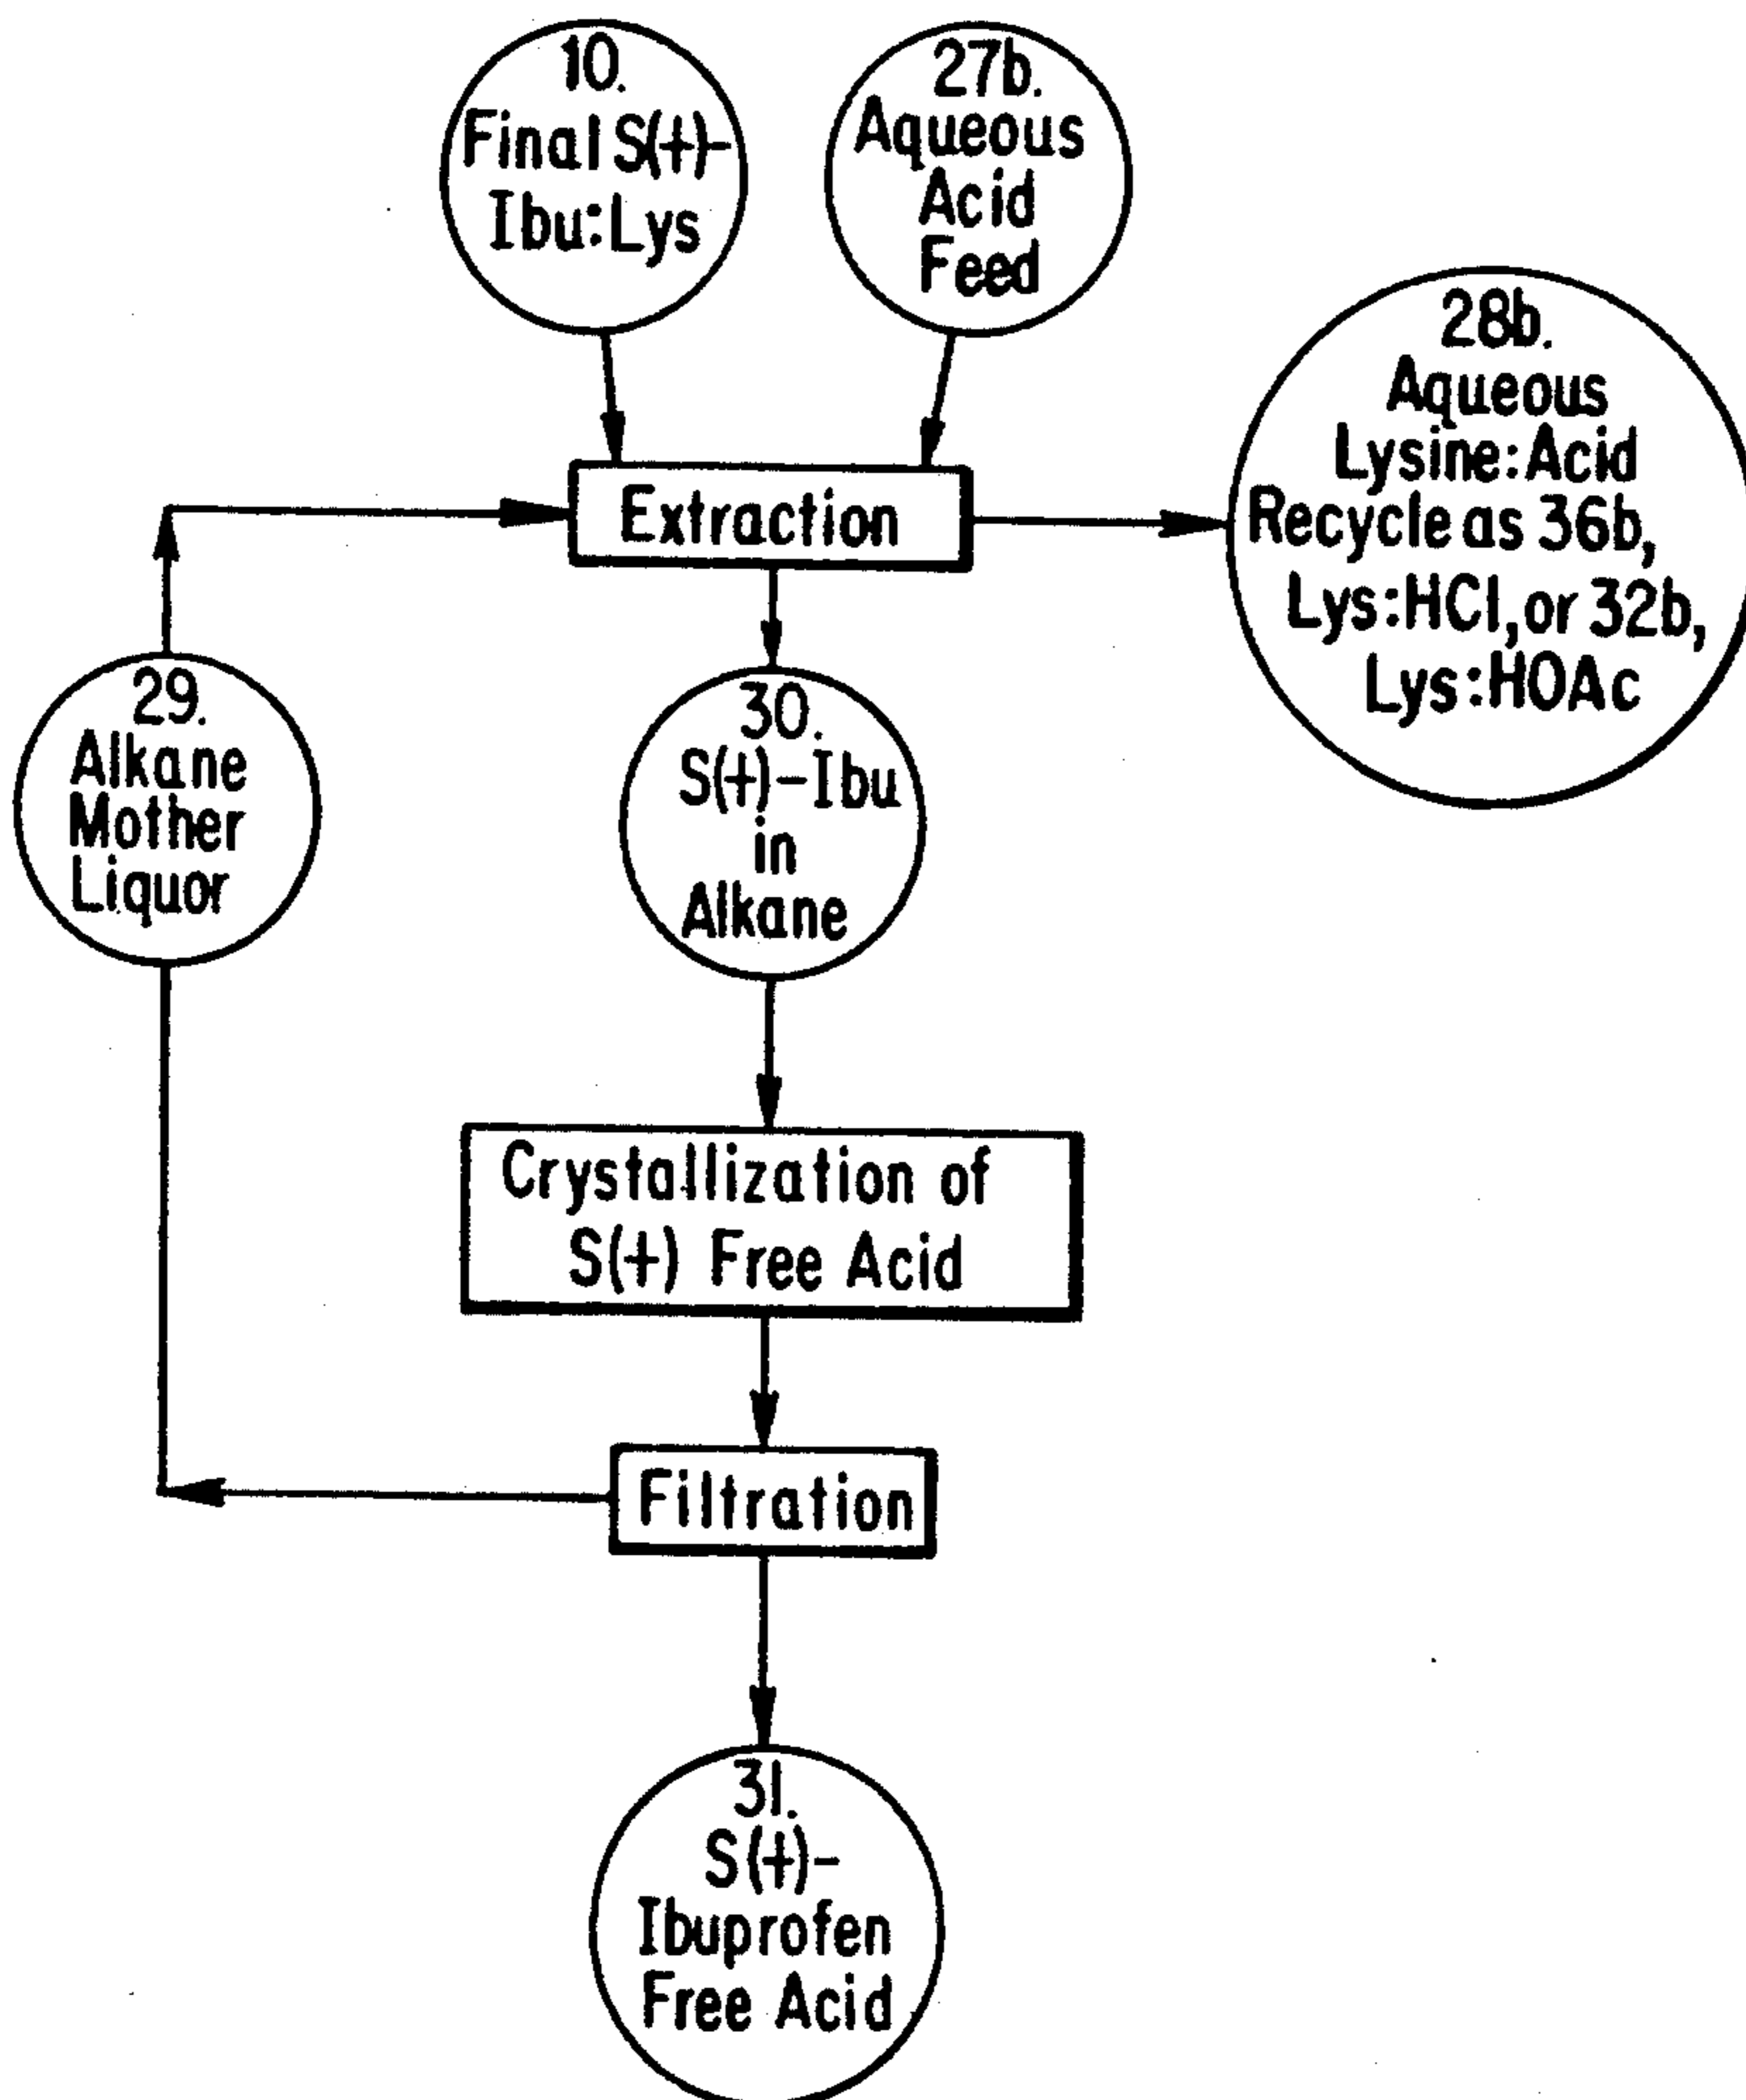 10.
Final S(+)-
Ibu:Lys
27b.
Aqueous
Acid
Feed
28b.
Aqueous
Lysine:Acid
Recycle as 36b,
Lys:HCl, or 32b,
Lys:HOAc
Extraction
29.
Alkane
Mother
Liquor
30.
S(+)-Ibu
in
Alkane
Crystallization of
S(+) Free Acid
Filtration
31.
S(+)-
Ibuprofen
Free Acid